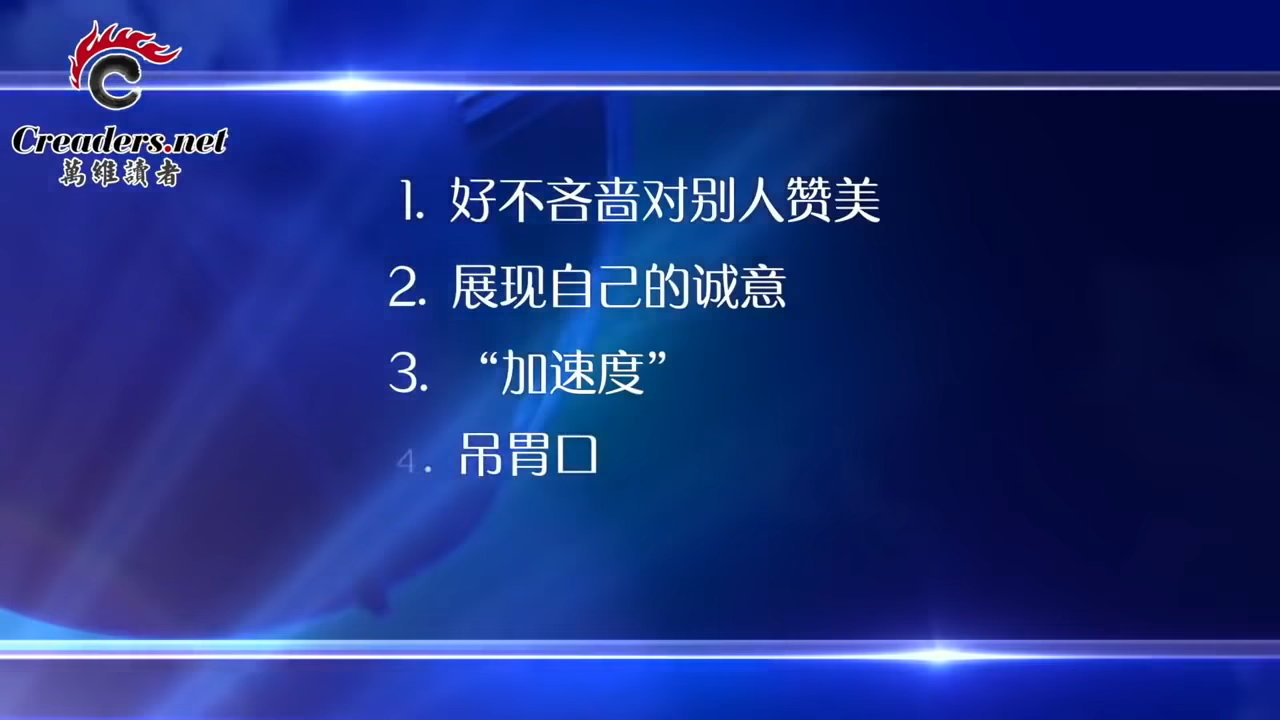 Creaders.net
萬維讀者
1. 好不吝啬对别人赞美
2. 展现自己的诚意
3. “加速度”
4. 吊胃口